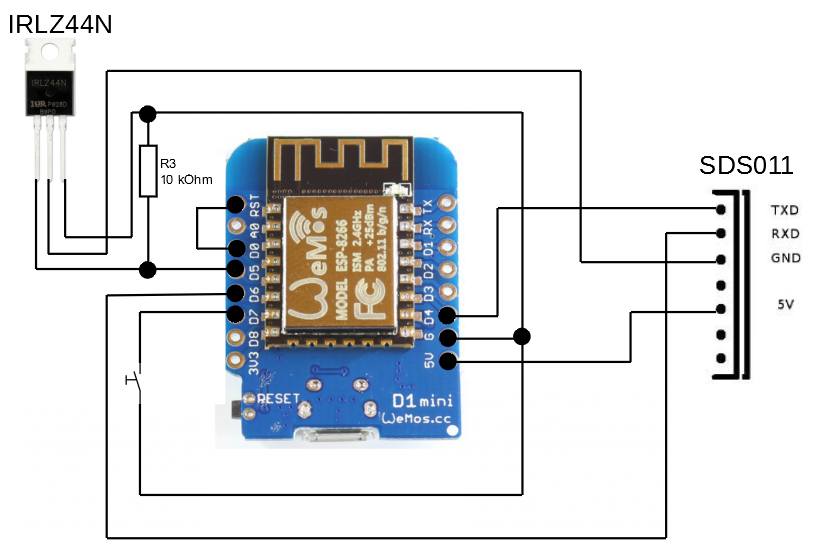 IRLZ44N
IRLZ44N
IOR P828D
R3
10 kOhm
SDS011
TXD
RXD
GND
5V
RST
A0
D0
D5
D6
D7
D8
3V3
TX
RX
D1
D2
D3
D4
G
5V
WeMos
MODEL ESP-8266
ISM 2.4GHz
PA +25dBm
802.11 b/g/n
FC
RESET
D1 mini
WeMos.cc